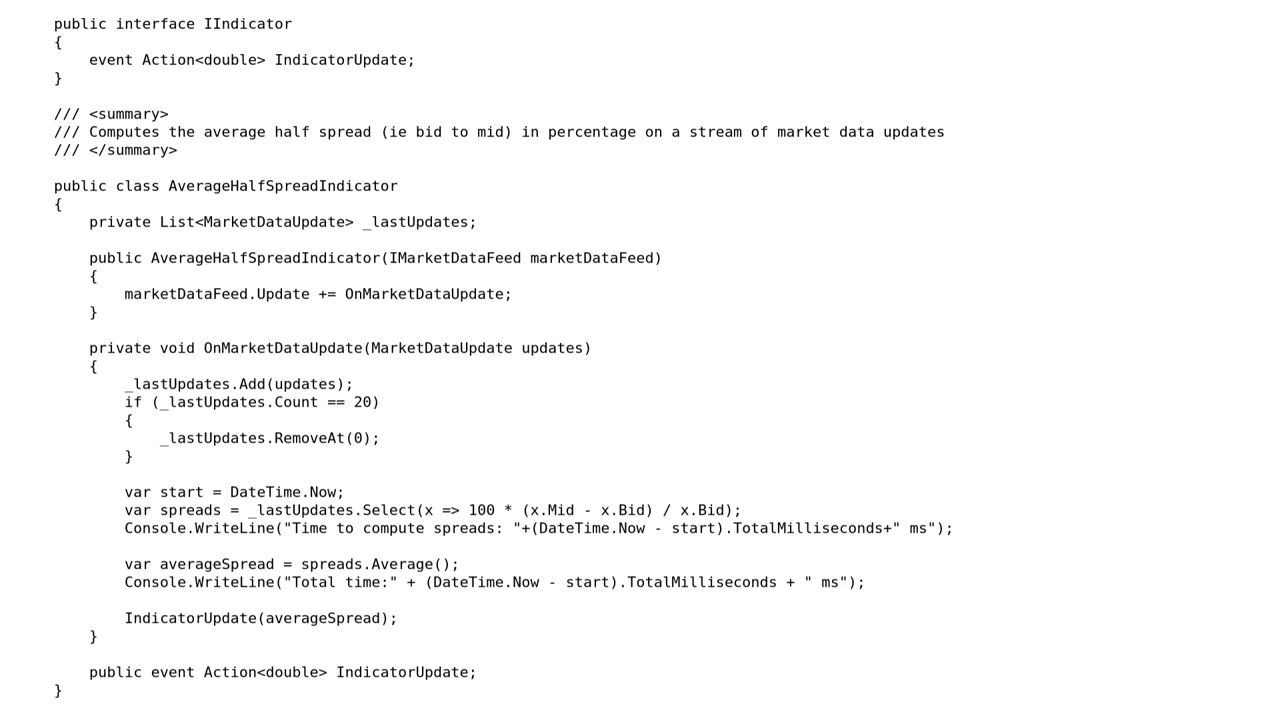 public interface IIndicator
{
    event Action<double> IndicatorUpdate;
}

/// <summary>
/// Computes the average half spread (ie bid to mid) in percentage on a stream of market data updates
/// </summary>

public class AverageHalfSpreadIndicator
{
    private List<MarketDataUpdate> _lastUpdates;

    public AverageHalfSpreadIndicator(IMarketDataFeed marketDataFeed)
    {
        marketDataFeed.Update += OnMarketDataUpdate;
    }

    private void OnMarketDataUpdate(MarketDataUpdate updates)
    {
        _lastUpdates.Add(updates);
        if (_lastUpdates.Count == 20)
        {
            _lastUpdates.RemoveAt(0);
        }

        var start = DateTime.Now;
        var spreads = _lastUpdates.Select(x => 100 * (x.Mid - x.Bid) / x.Bid);
        Console.WriteLine("Time to compute spreads: "+(DateTime.Now - start).TotalMilliseconds+" ms");

        var averageSpread = spreads.Average();
        Console.WriteLine("Total time:" + (DateTime.Now - start).TotalMilliseconds + " ms");

        IndicatorUpdate(averageSpread);
    }

    public event Action<double> IndicatorUpdate;
}